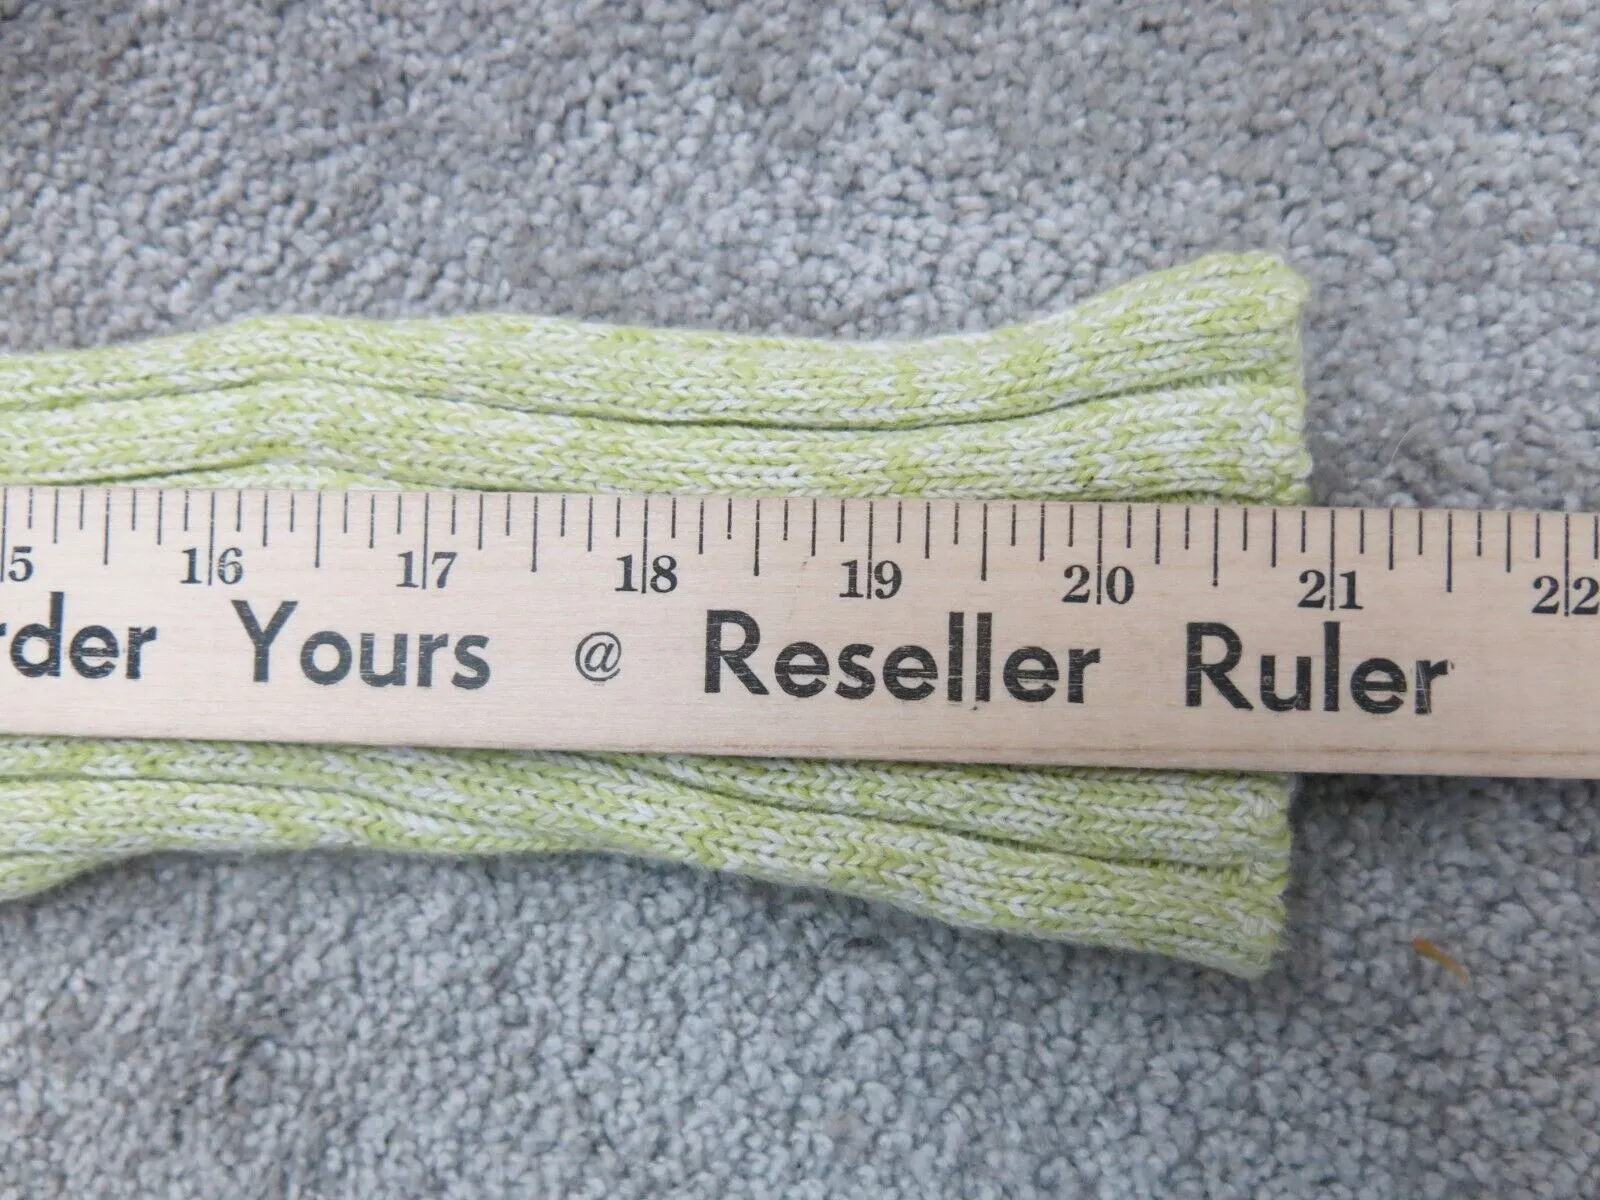 5 16 17 18 19 20 21 22
rder Yours @ Reseller Ruler